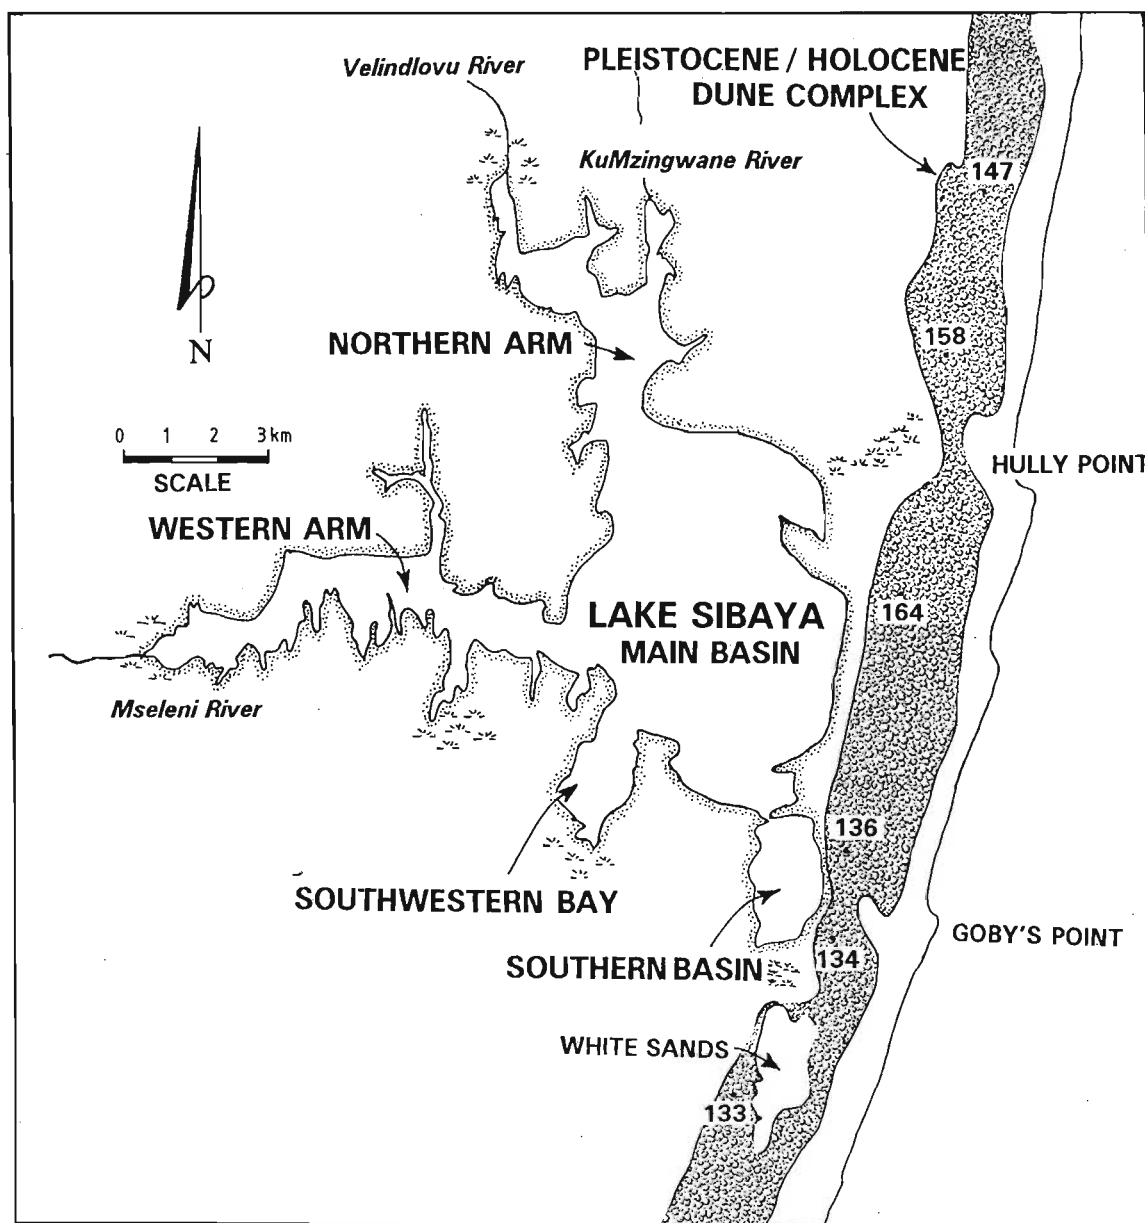 Velindlovu River
PLEISTOCENE / HOLOCENE
DUNE COMPLEX
KuMzingwane River
147
158
NORTHERN ARM
N
0 1 2 3 km
SCALE
HULLY POINT
WESTERN ARM
LAKE SIBAYA
MAIN BASIN
164
Mseleni River
136
SOUTHWESTERN BAY
GOBY'S POINT
SOUTHERN BASIN
134
WHITE SANDS
133